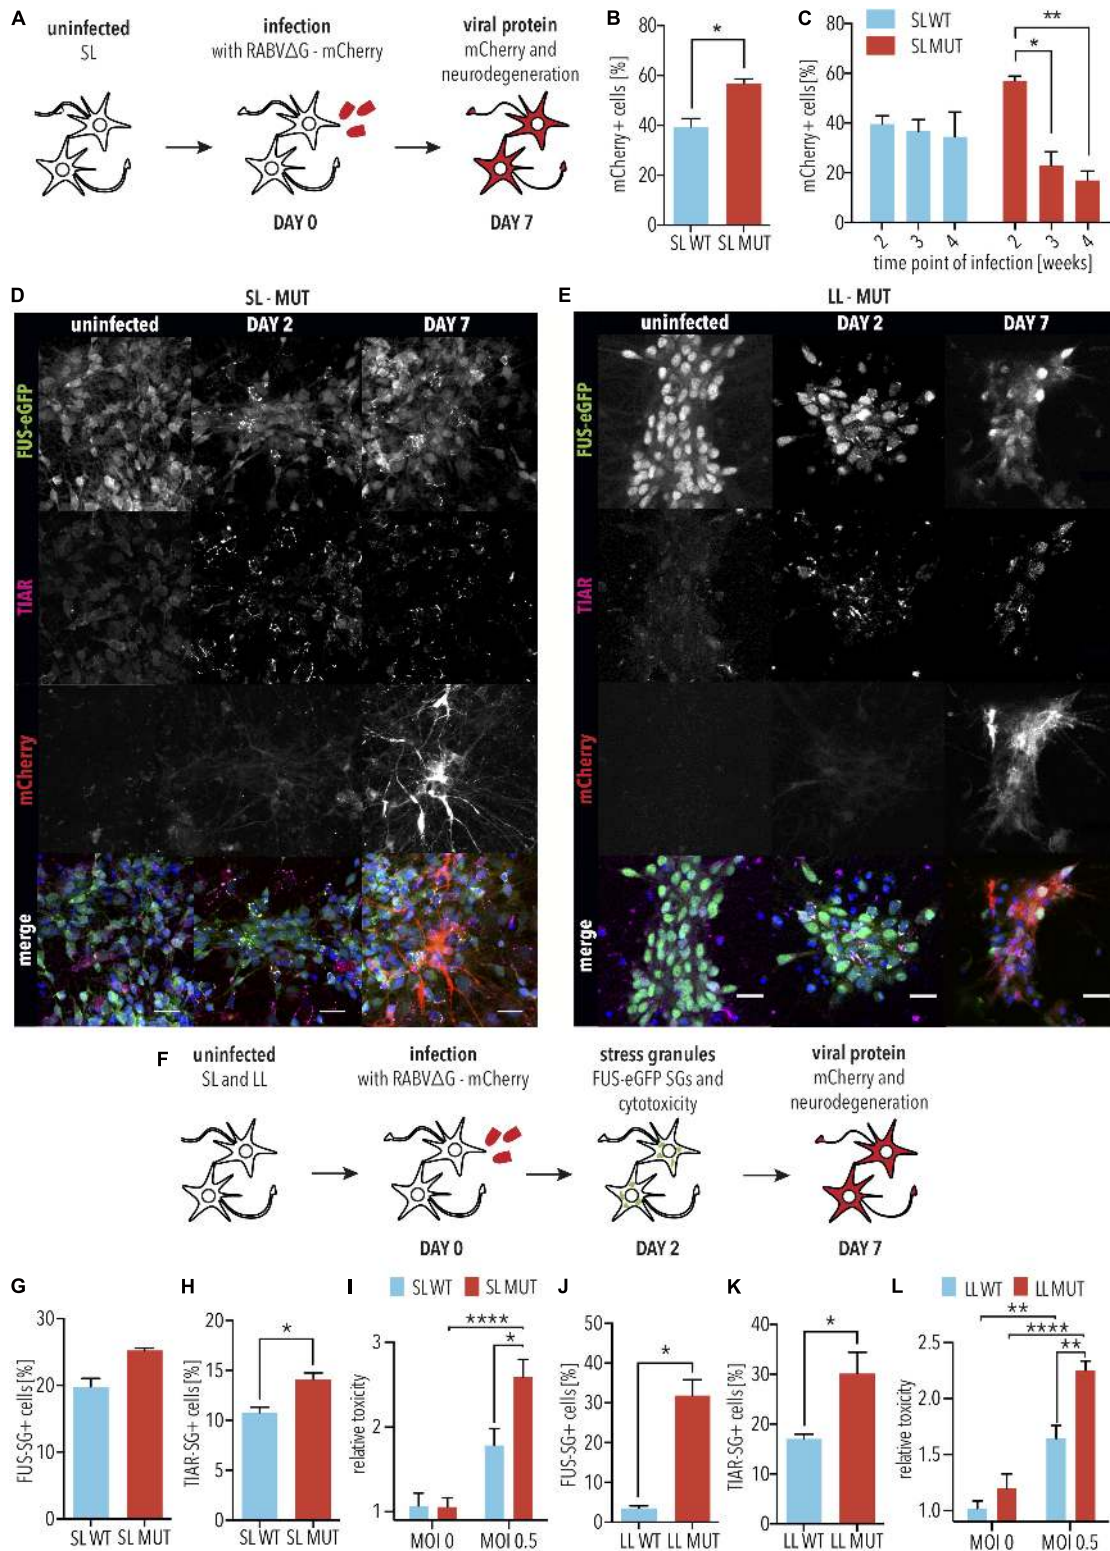 A
uninfected
SL
infection
with RABV∆G - mCherry
viral protein
mCherry and
neurodegeneration
DAY 0
DAY 7
B
mCherry+ cells [%]
80
60
40
20
0
*
SL WT
SL MUT
C
SL WT
SL MUT
mCherry+ cells [%]
80
60
40
20
0
**
*
2
3
4
2
3
4
time point of infection [weeks]
D
SL - MUT
uninfected
DAY 2
DAY 7
FUS-eGFP
TIAR
mCherry
merge
E
LL - MUT
uninfected
DAY 2
DAY 7
FUS-eGFP
TIAR
mCherry
merge
F
uninfected
SL and LL
infection
with RABV∆G - mCherry
stress granules
FUS-eGFP SGs and
cytotoxicity
viral protein
mCherry and
neurodegeneration
DAY 0
DAY 2
DAY 7
G
FUS-SG+ cells [%]
30
20
10
0
SL WT
SL MUT
H
TIAR-SG+ cells [%]
20
15
10
5
0
*
SL WT
SL MUT
I
SL WT
SL MUT
relative toxicity
3
2
1
****
*
MOI 0
MOI 0.5
J
FUS-SG+ cells [%]
50
40
30
20
10
0
*
LL WT
LL MUT
K
TIAR-SG+ cells [%]
40
30
20
10
0
*
LL WT
LL MUT
L
LL WT
LL MUT
relative toxicity
2.5
2.0
1.5
1.0
**
****
**
MOI 0
MOI 0.5